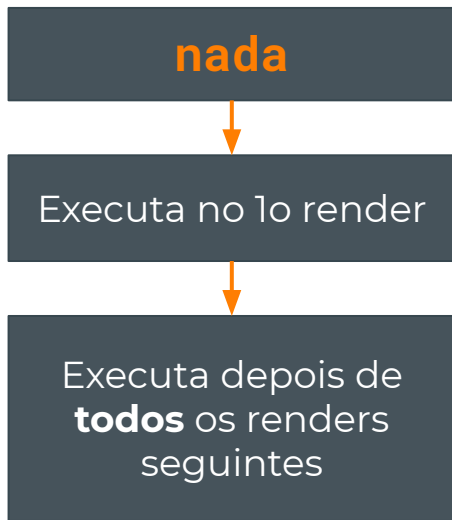 nada
Executa no 1o render
Executa depois de
todos os renders
seguintes